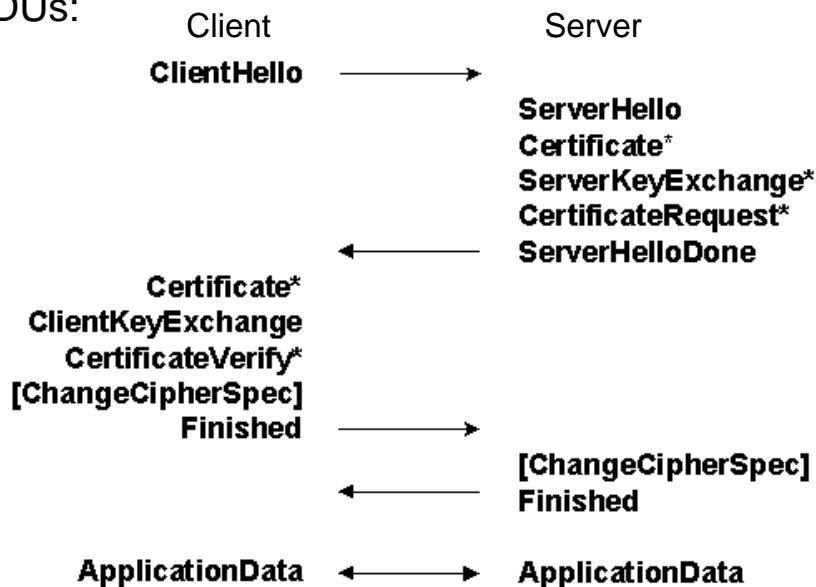 DUs:
Client Server
ClientHello
ServerHello
Certificate*
ServerKeyExchange*
CertificateRequest*
ServerHelloDone
Certificate*
ClientKeyExchange
CertificateVerify*
[ChangeCipherSpec]
Finished
[ChangeCipherSpec]
Finished
ApplicationData ApplicationData